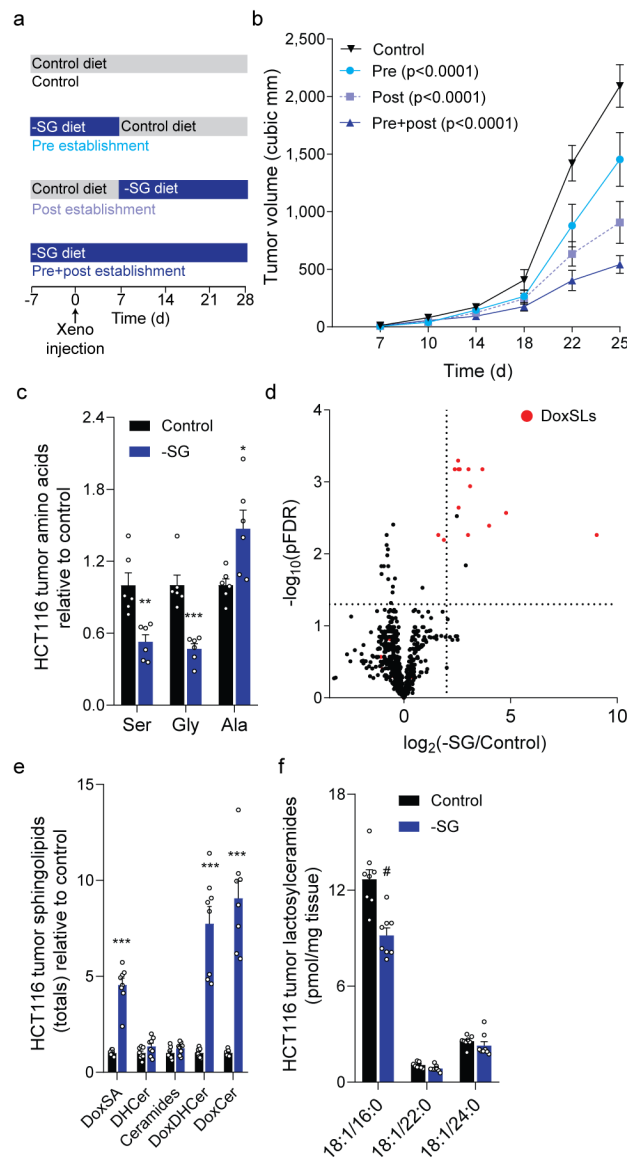 a
Control diet
Control
-SG diet
Control diet
Pre establishment
Control diet
-SG diet
Post establishment
-SG diet
Pre+post establishment
-7 0 7 14 21 28
Xeno
injection
Time (d)
b
Tumor volume (cubic mm)
2,500
2,000
1,500
1,000
500
0
Control
Pre (p<0.0001)
Post (p<0.0001)
Pre+post (p<0.0001)
7 10 14 18 22 25
Time (d)
c
HCT116 tumor amino acids
relative to control
2.4
1.8
1.2
0.6
0.0
Control
-SG
**
***
*
Ser Gly Ala
d
-log10(pFDR)
4
3
2
1
0
DoxSLs
0 5 10
log2(-SG/Control)
e
HCT116 tumor sphingolipids
(totals) relative to control
15
10
5
0
***
***
***
DoxSA
DHCer
Ceramides
DoxDHCer
DoxCer
f
HCT116 tumor lactosylceramides
(pmol/mg tissue)
18
12
6
0
Control
-SG
#
18:1/16:0
18:1/22:0
18:1/24:0